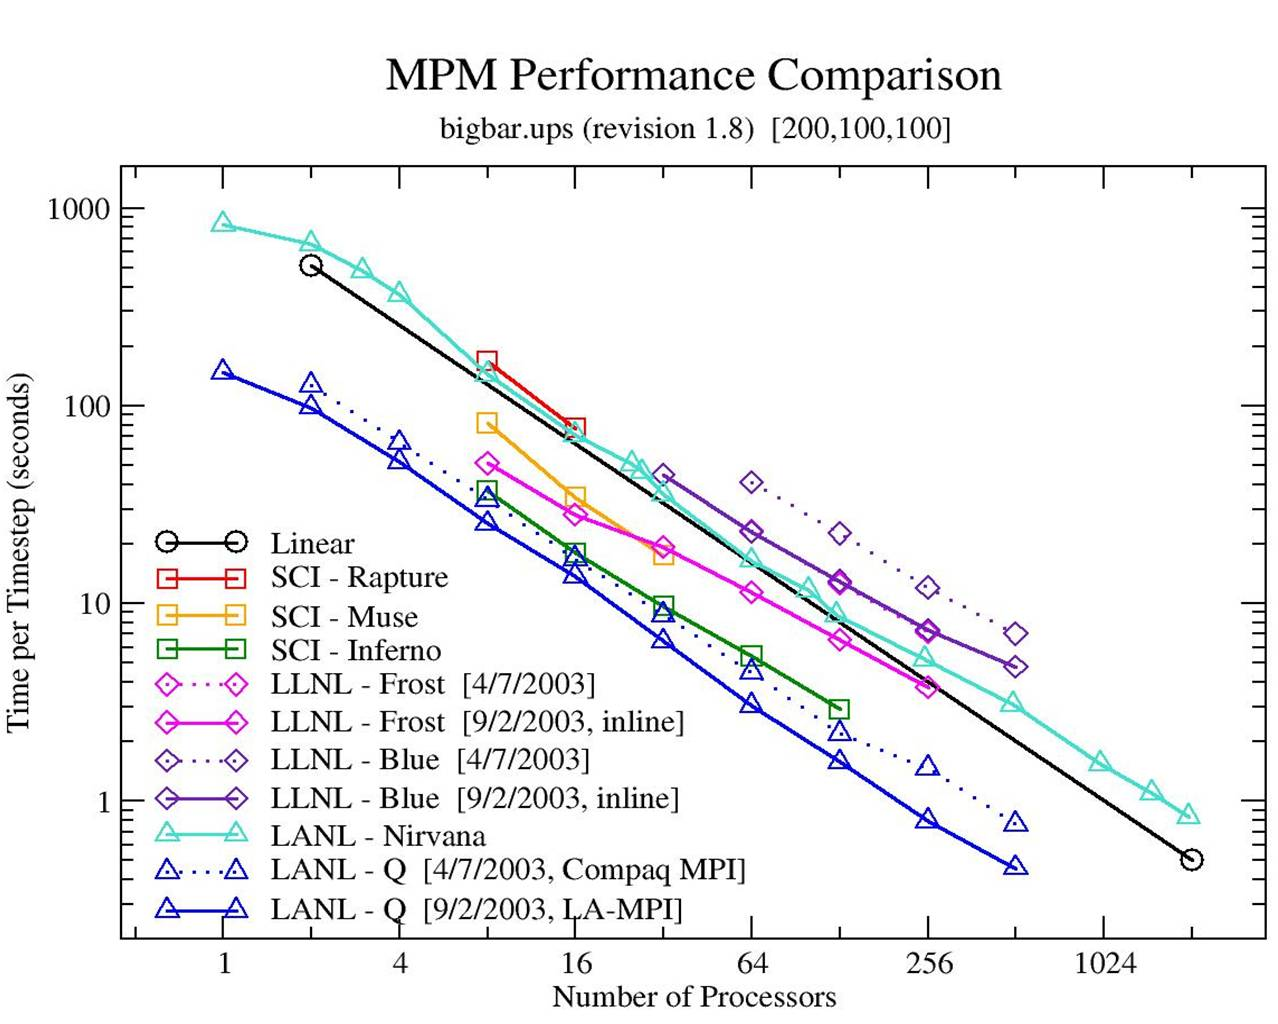 MPM Performance Comparison
bigbar.ups (revision 1.8) [200,100,100]
1000
100
10
1
Time per Timestep (seconds)
Linear
SCI - Rapture
SCI - Muse
SCI - Inferno
LLNL - Frost [4/7/2003]
LLNL - Frost [9/2/2003, inline]
LLNL - Blue [4/7/2003]
LLNL - Blue [9/2/2003, inline]
LANL - Nirvana
LANL - Q [4/7/2003, Compaq MPI]
LANL - Q [9/2/2003, LA-MPI]
1 4 16 64 256 1024
Number of Processors